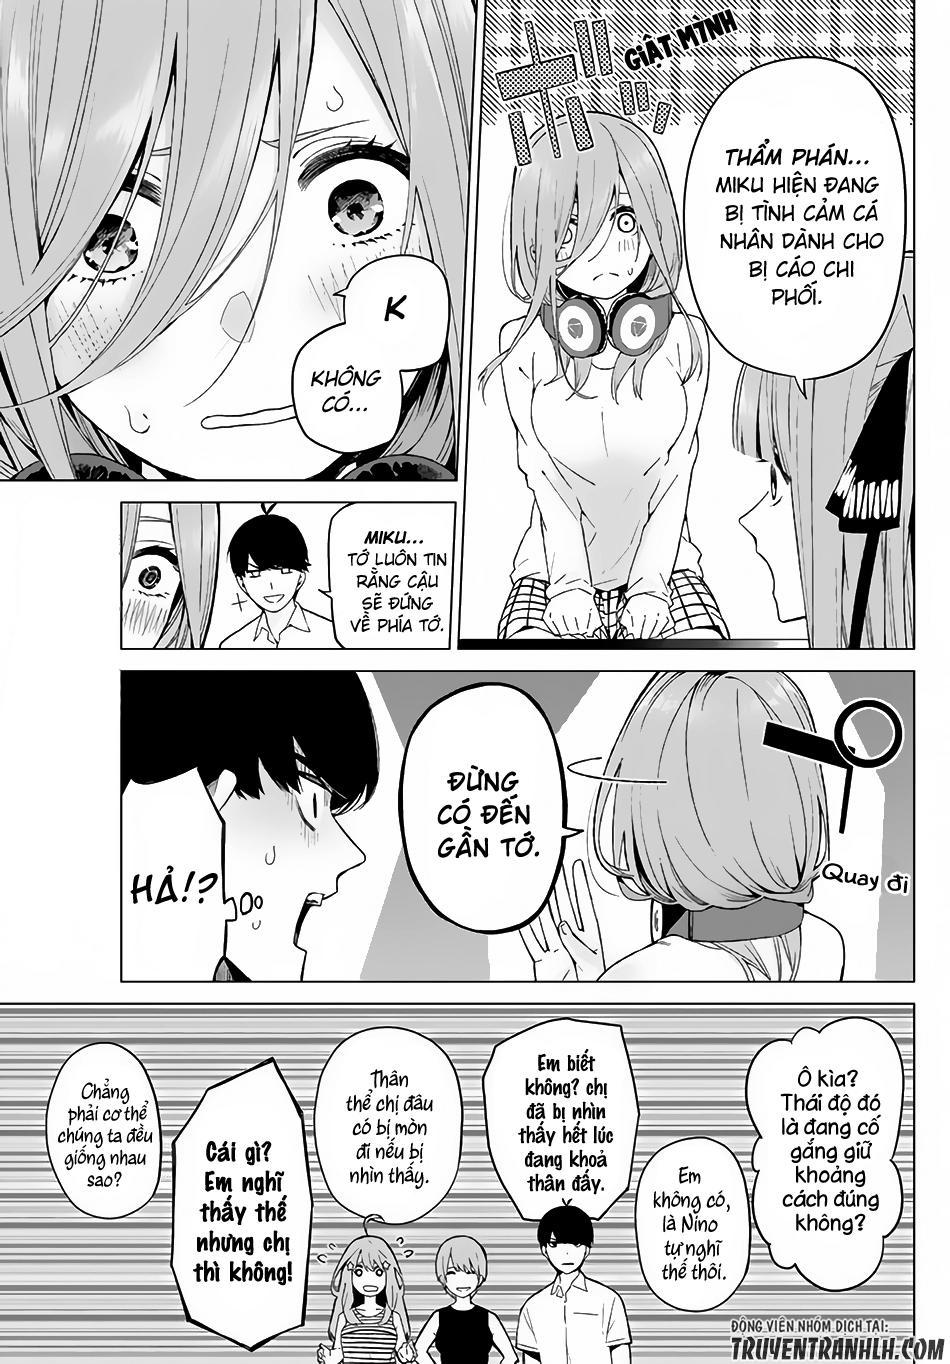 ギギッ
GIẬT MÌNH
THẨM PHÁN...
MIKU HIỆN ĐANG
BỊ TÌNH CẢM CÁ
NHÂN DÀNH CHO
BỊ CÁO CHI
PHỐI.
K
KHÔNG
CÓ...
MIKU...
TỚ LUÔN TIN
RẰNG CẬU
SẼ ĐỨNG
VỀ PHÍA TỚ.
ĐỪNG
CÓ ĐẾN
GẦN TỚ.
Quay đi
HẢ!?
Ô kìa?
Thái độ đó
là đang cố
gắng giữ
khoảng
cách đúng
không?
Em
không có,
là Nino
tự nghĩ
thế thôi.
Em biết
không? chị
đã bị nhìn
thấy hết lúc
đang khoả
thân đấy.
Thân
thể chị đâu
có bị mòn
đi nếu bị
nhìn thấy.
Cái gì?
Em nghĩ
thấy thế
nhưng chị
thì không!
Chẳng
phải cơ thể
chúng ta đều
giống nhau
sao?
ĐỘNG VIÊN NHÓM DỊCH TẠI:
TRUYENTRANHLH.COM